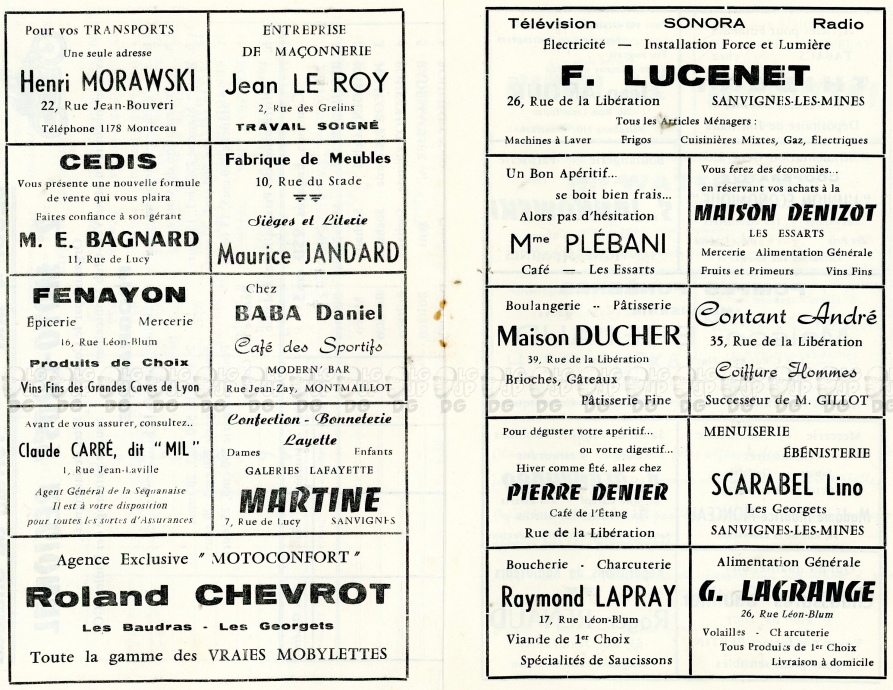 Pour vos TRANSPORTS
Une seule adresse
Henri MORAWSKI
22, Rue Jean-Bouveri
Téléphone 1178 Montceau
ENTREPRISE
DE MAÇONNERIE
Jean LE ROY
2, Rue des Grelins
TRAVAIL SOIGNÉ
CEDIS
Vous présente une nouvelle formule
de vente qui vous plaira
Faites confiance à son gérant
M. E. BAGNARD
11, Rue de Lucy
Fabrique de Meubles
10, Rue du Stade
Sièges et Literie
Maurice JANDARD
FENAYON
Épicerie Mercerie
16, Rue Léon-Blum
Produits de Choix
Vins Fins des Grandes Caves de Lyon
Chez
BABA Daniel
Café des Sportifs
MODERN' BAR
Rue Jean-Zay, MONTMAILLOT
Avant de vous assurer, consultez..
Claude CARRÉ, dit "MIL"
1, Rue Jean-Laville
Agent Général de la Séquanaise
Il est à votre disposition
pour toutes les sortes d'Assurances
Confection - Bonneterie
Layette
Dames Enfants
GALERIES LAFAYETTE
MARTINE
7, Rue de Lucy SANVIGNES
Agence Exclusive " MOTOCONFORT "
Roland CHEVROT
Les Baudras - Les Georgets
Toute la gamme des VRAIES MOBYLETTES
Télévision SONORA Radio
Électricité — Installation Force et Lumière
F. LUCENET
26, Rue de la Libération SANVIGNES-LES-MINES
Tous les Articles Ménagers :
Machines à Laver Frigos Cuisinières Mixtes, Gaz, Électriques
Un Bon Apéritif...
se boit bien frais...
Alors pas d'hésitation
Mme PLÉBANI
Café — Les Essarts
Vous ferez des économies...
en réservant vos achats à la
MAISON DENIZOT
LES ESSARTS
Mercerie Alimentation Générale
Fruits et Primeurs Vins Fins
Boulangerie -- Pâtisserie
Maison DUCHER
39, Rue de la Libération
Brioches, Gâteaux
Pâtisserie Fine
Contant André
35, Rue de la Libération
Coiffure Hommes
Successeur de M. GILLOT
Pour déguster votre apéritif...
ou votre digestif...
Hiver comme Été. allez chez
PIERRE DENIER
Café de l'Étang
Rue de la Libération
MENUISERIE
ÉBÉNISTERIE
SCARABEL Lino
Les Georgets
SANVIGNES-LES-MINES
Boucherie - Charcuterie
Raymond LAPRAY
17, Rue Léon-Blum
Viande de 1er Choix
Spécialités de Saucissons
Alimentation Générale
G. LAGRANGE
26, Rue Léon-Blum
Volailles - Charcuterie
Tous Produits de 1er Choix
Livraison à domicile